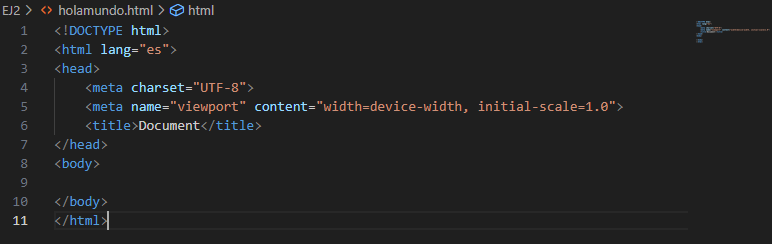 EJ2 > holamundo.html > html
1 <!DOCTYPE html>
2 <html lang="es">
3 <head>
4     <meta charset="UTF-8">
5     <meta name="viewport" content="width=device-width, initial-scale=1.0">
6     <title>Document</title>
7 </head>
8 <body>
9
10 </body>
11 </html>